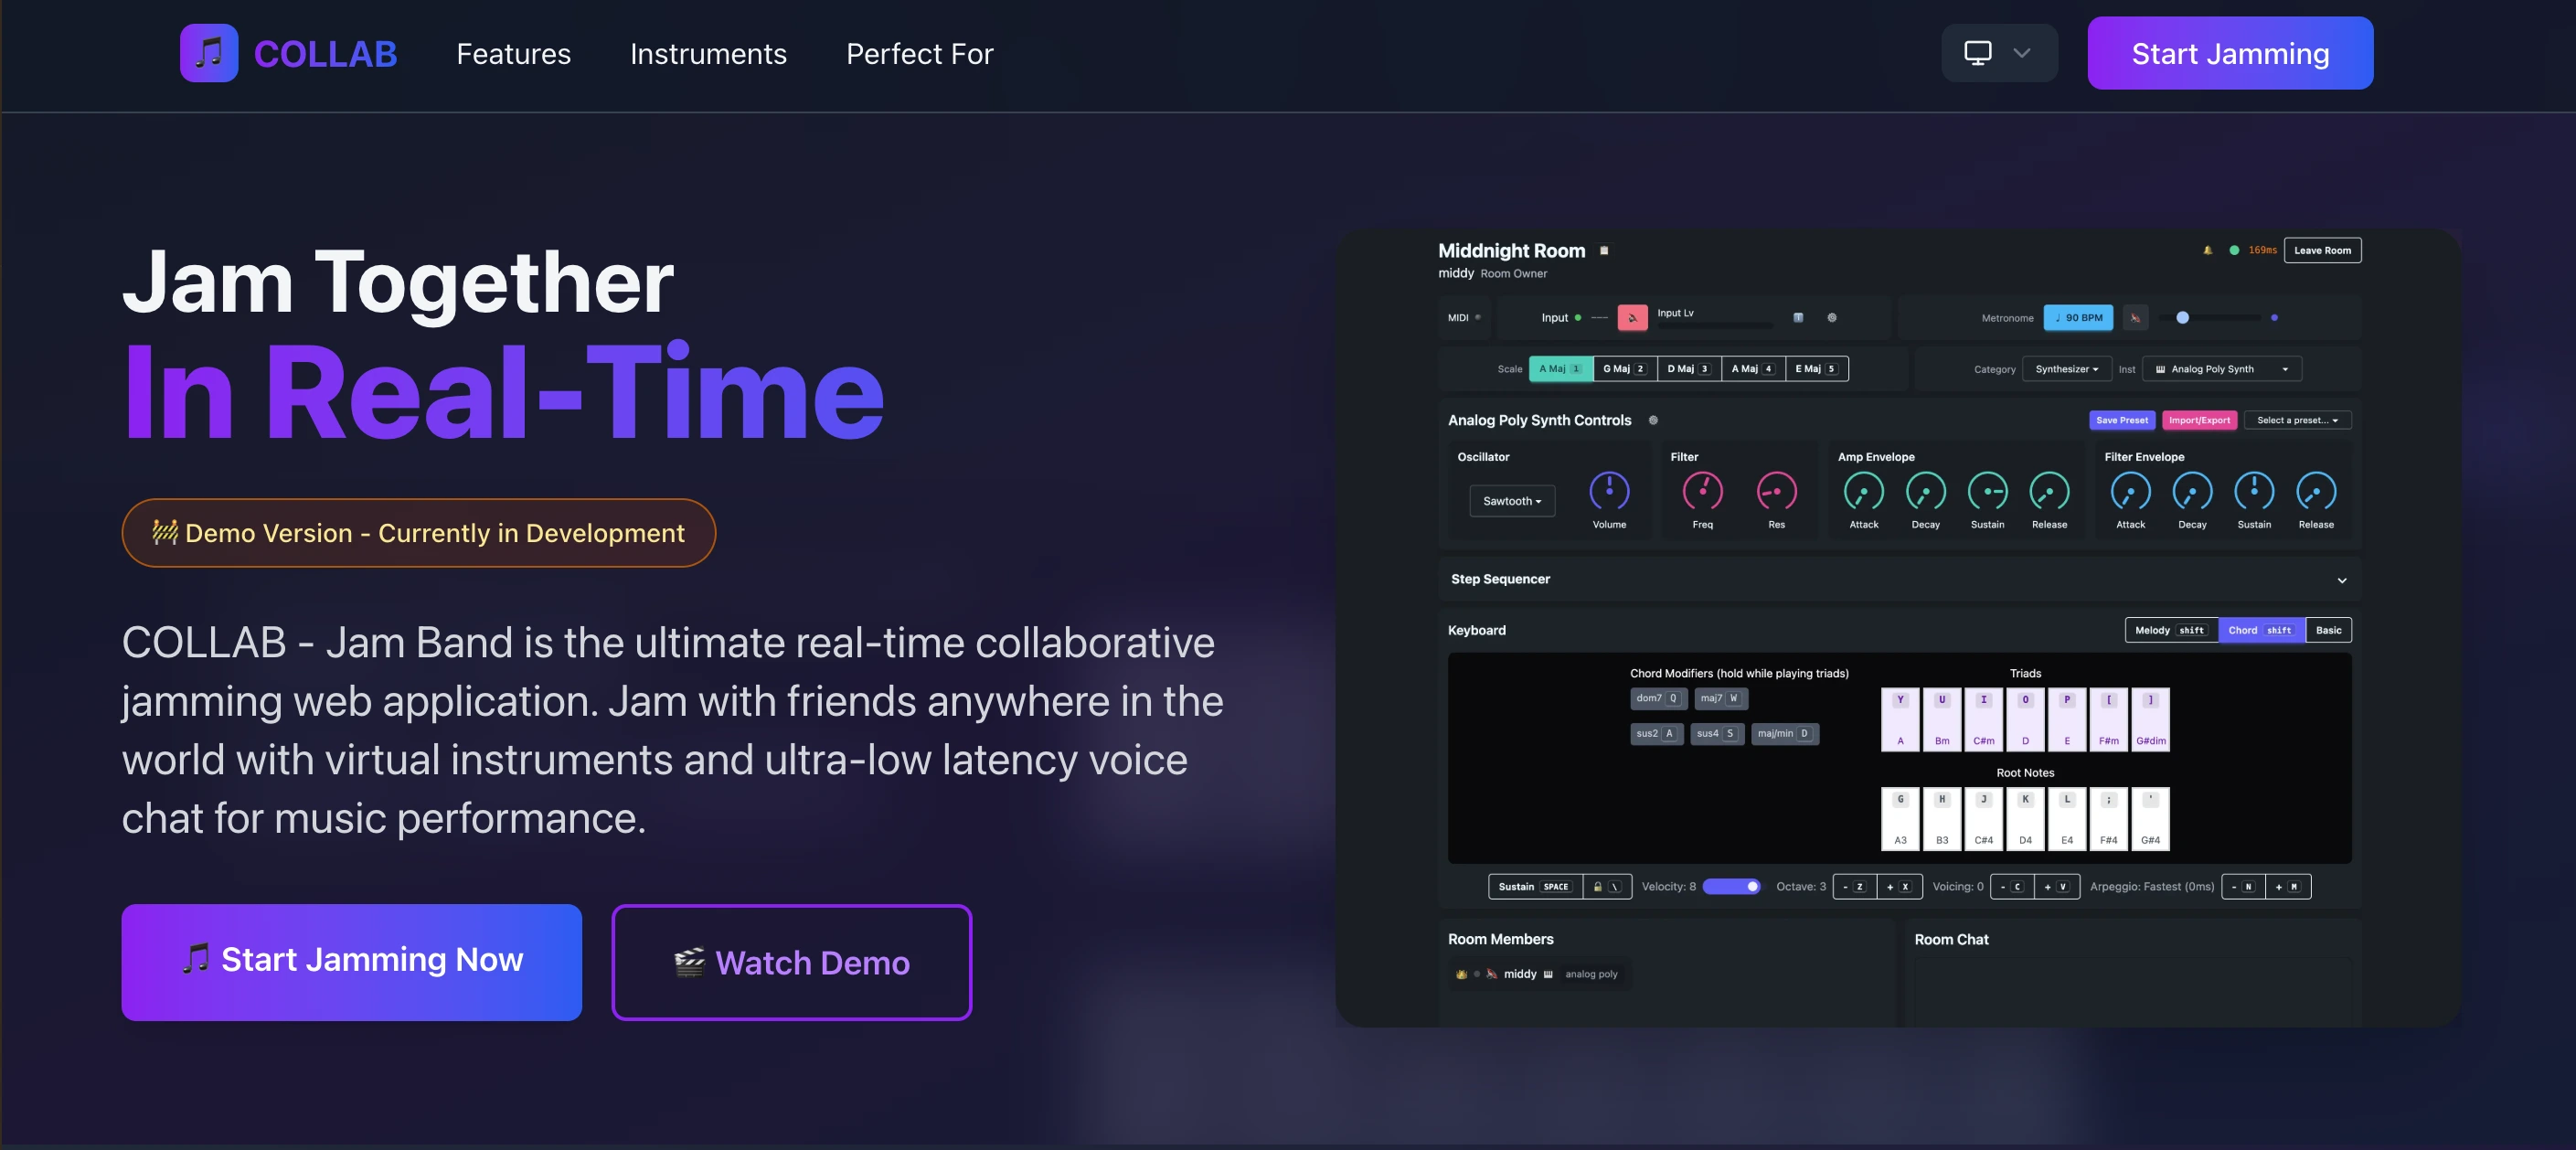 COLLAB
Features
Instruments
Perfect For
Start Jamming
Jam Together
In Real-Time
🚧 Demo Version - Currently in Development
COLLAB - Jam Band is the ultimate real-time collaborative
jamming web application. Jam with friends anywhere in the
world with virtual instruments and ultra-low latency voice
chat for music performance.
🎵 Start Jamming Now
🎬 Watch Demo
Middnight Room
169ms
Leave Room
middy Room Owner
MIDI
Input
Input Lv
Metronome
♩ 90 BPM
Scale
A Maj 1
G Maj 2
D Maj 3
A Maj 4
E Maj 5
Category
Synthesizer
Inst
Analog Poly Synth
Analog Poly Synth Controls
Save Preset
Import/Export
Select a preset...
Oscillator
Sawtooth
Volume
Filter
Freq
Res
Amp Envelope
Attack
Decay
Sustain
Release
Filter Envelope
Attack
Decay
Sustain
Release
Step Sequencer
Keyboard
Melody shift
Chord shift
Basic
Chord Modifiers (hold while playing triads)
dom7 Q
maj7 W
sus2 A
sus4 S
maj/min D
Triads
Y U I O P [ ]
A Bm C#m D E F#m G#dim
Root Notes
G H J K L ; '
A3 B3 C#4 D4 E4 F#4 G#4
Sustain SPACE
\
Velocity: 8
Octave: 3
- Z
+ X
Voicing: 0
- C
+ V
Arpeggio: Fastest (0ms)
- N
+ M
Room Members
middy
analog poly
Room Chat